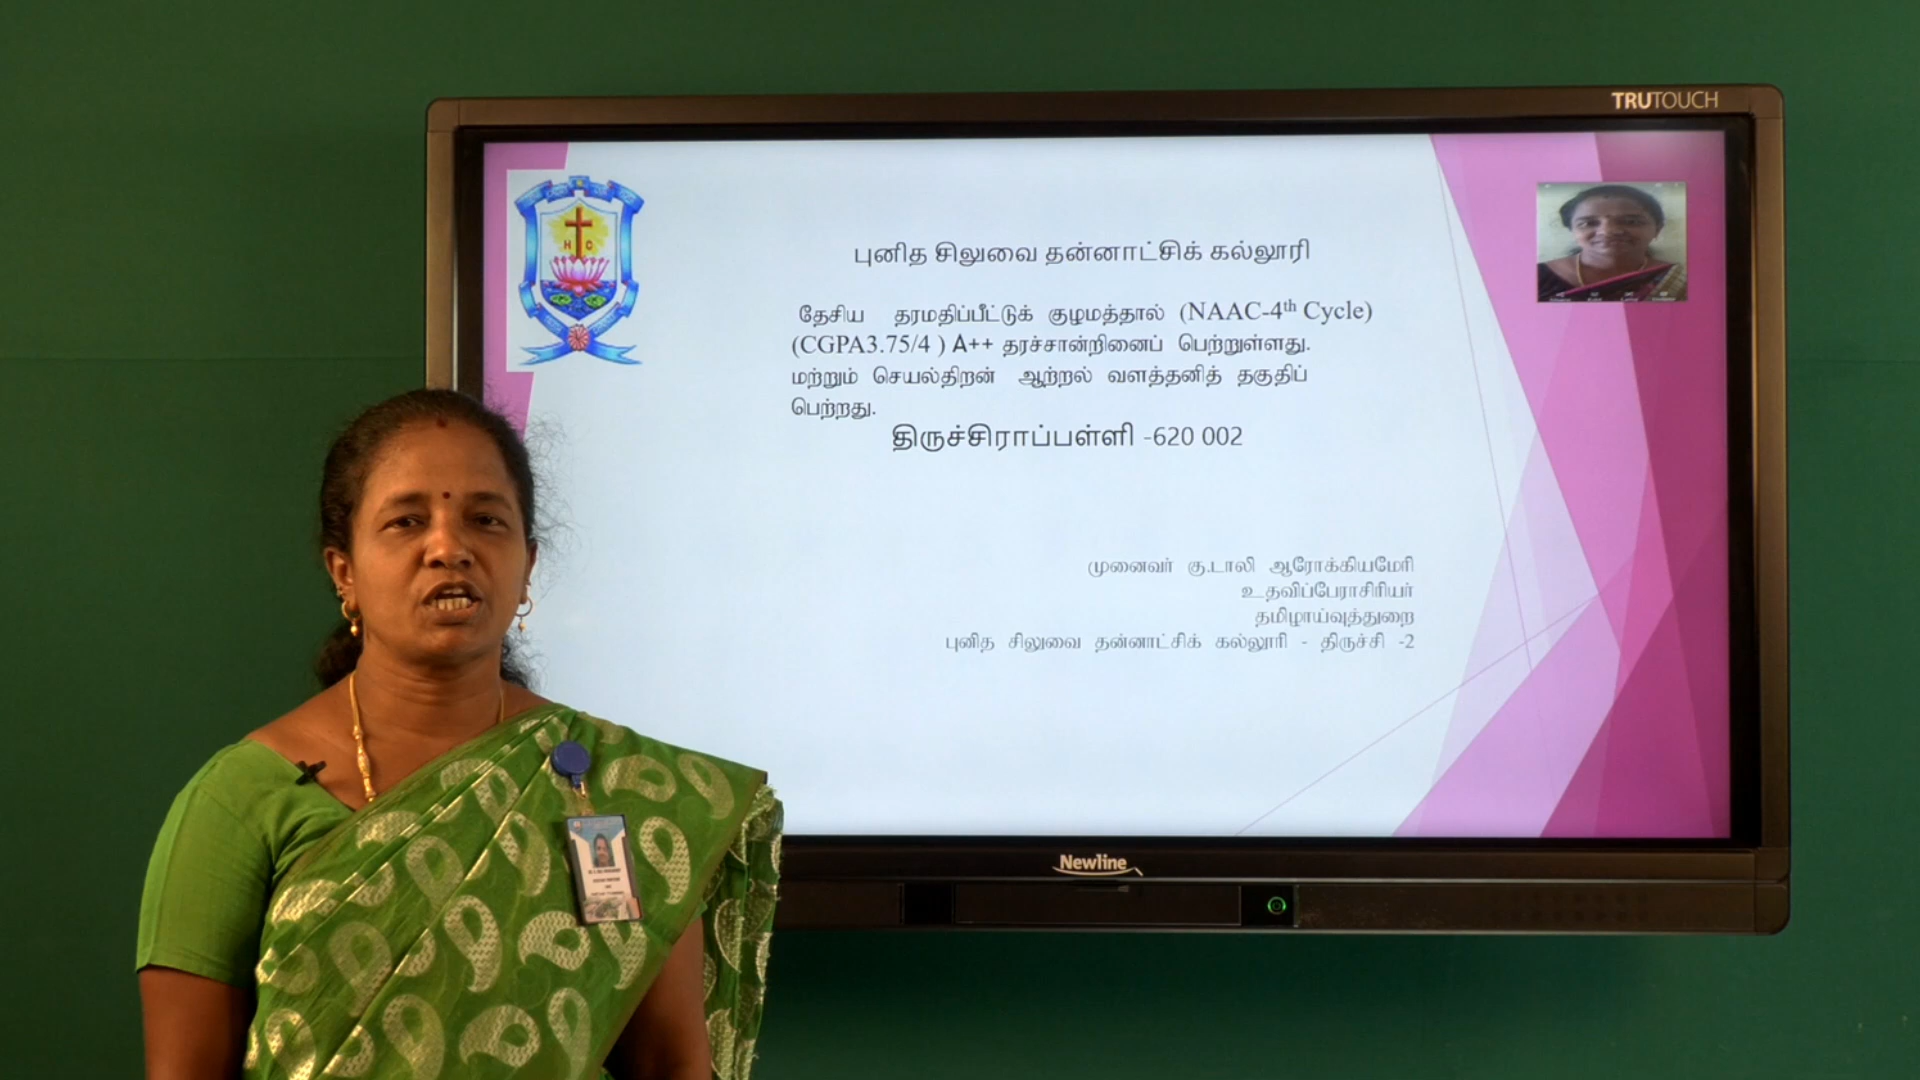 TRUTOUCH
H C
புனித சிலுவை தன்னாட்சிக் கல்லூரி
தேசிய தரமதிப்பீட்டுக் குழமத்தால் (NAAC-4th Cycle)
(CGPA3.75/4 ) A++ தரச்சான்றினைப் பெற்றுள்ளது.
மற்றும் செயல்திறன் ஆற்றல் வளத்தனித் தகுதிப்
பெற்றது.
திருச்சிராப்பள்ளி -620 002
முனைவர் கு.டாலி ஆரோக்கியமேரி
உதவிப்பேராசிரியர்
தமிழாய்வுத்துறை
புனித சிலுவை தன்னாட்சிக் கல்லூரி - திருச்சி -2
Newline